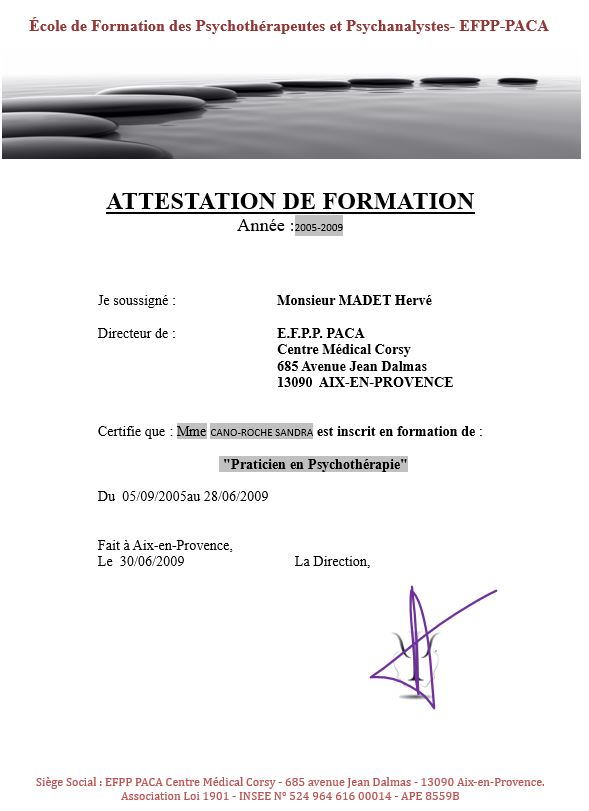 École de Formation des Psychothérapeutes et Psychanalystes- EFPP-PACA
ATTESTATION DE FORMATION
Année :2005-2009
Je soussigné : Monsieur MADET Hervé
Directeur de : E.F.P.P. PACA
Centre Médical Corsy
685 Avenue Jean Dalmas
13090 AIX-EN-PROVENCE
Certifie que : Mme CANO-ROCHE SANDRA est inscrit en formation de :
"Praticien en Psychothérapie"
Du 05/09/2005au 28/06/2009
Fait à Aix-en-Provence,
Le 30/06/2009 La Direction,
Siège Social : EFPP PACA Centre Médical Corsy - 685 avenue Jean Dalmas - 13090 Aix-en-Provence.
Association Loi 1901 - INSEE N° 524 964 616 00014 - APE 8559B